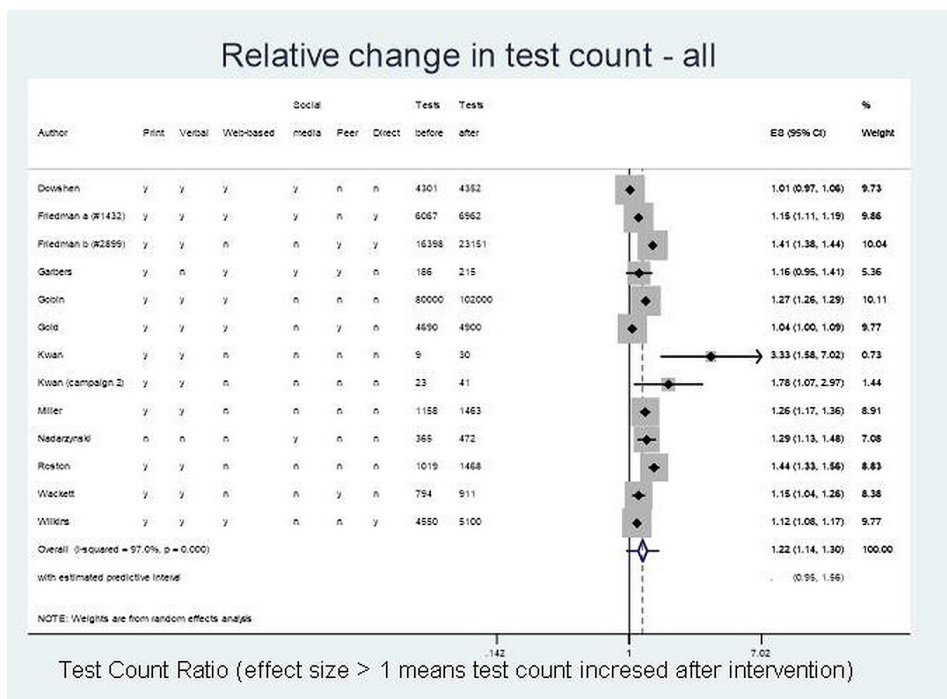 Relative change in test count - all
Social Tests Tests %
Author Print Verbal Web-based media Peer Direct before after ES (95% CI) Weight
Dowshen y y y y n n 4301 4352 1.01 (0.97, 1.06) 9.73
Friedman a (#1432) y y y y n y 6067 6962 1.15 (1.11, 1.19) 9.86
Friedman b (#2899) y y n n y y 16398 23151 1.41 (1.38, 1.44) 10.04
Garbers y n y y y n 186 215 1.16 (0.95, 1.41) 5.36
Gobin y y y n n n 80000 102000 1.27 (1.26, 1.29) 10.11
Gold y y y n y n 4690 4900 1.04 (1.00, 1.09) 9.77
Kwan y y n n n n 9 30 3.33 (1.58, 7.02) 0.73
Kwan (campaign 2) y y n n n n 23 41 1.78 (1.07, 2.97) 1.44
Miller y y n n n n 1158 1463 1.26 (1.17, 1.36) 8.91
Nadarzynski n n n y n n 365 472 1.29 (1.13, 1.48) 7.08
Roston y y n n n n 1019 1468 1.44 (1.33, 1.56) 8.83
Wackett y y n n y n 794 911 1.15 (1.04, 1.26) 8.38
Wilkins y y y n n y 4550 5100 1.12 (1.08, 1.17) 9.77
Overall (I-squared = 97.0%, p = 0.000) 1.22 (1.14, 1.30) 100.00
with estimated predictive interval . (0.95, 1.56)
NOTE: Weights are from random effects analysis
.142 1 7.02
Test Count Ratio (effect size > 1 means test count incresed after intervention)